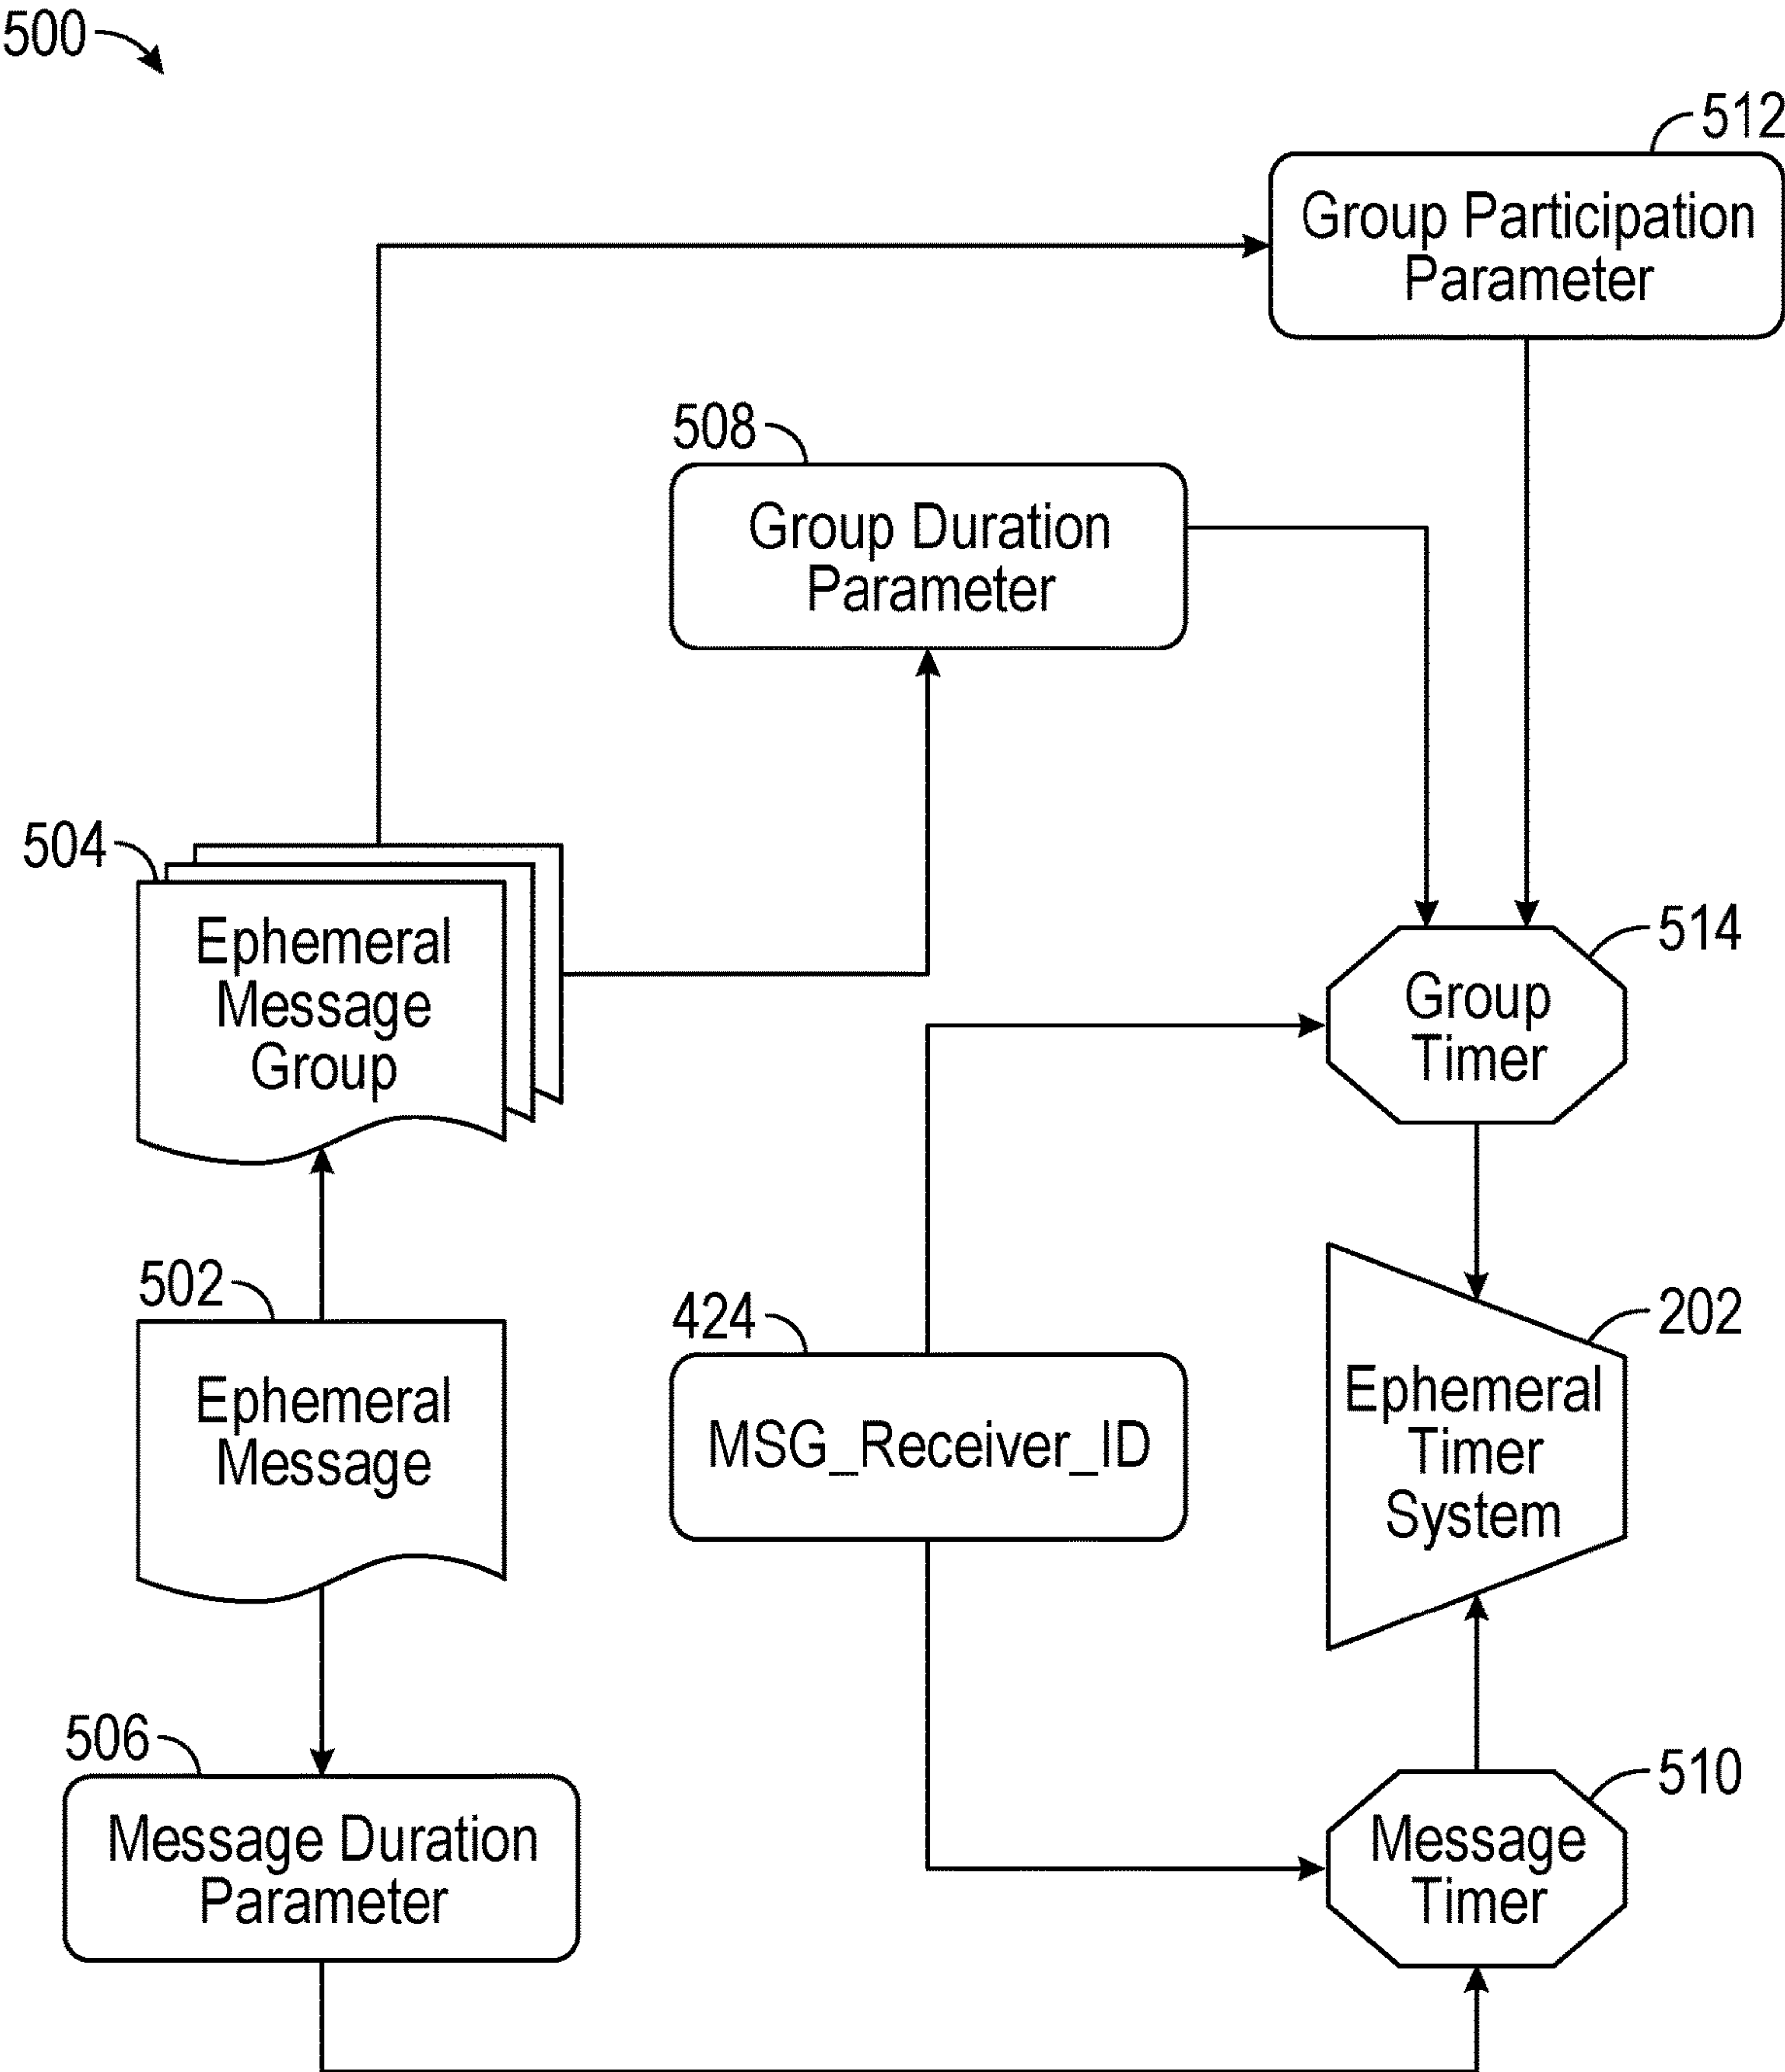 500
512
Group Participation
Parameter
508
Group Duration
Parameter
504
Ephemeral
Message
Group
514
Group
Timer
502
Ephemeral
Message
424
MSG_Receiver_ID
202
Ephemeral
Timer
System
506
Message Duration
Parameter
510
Message
Timer